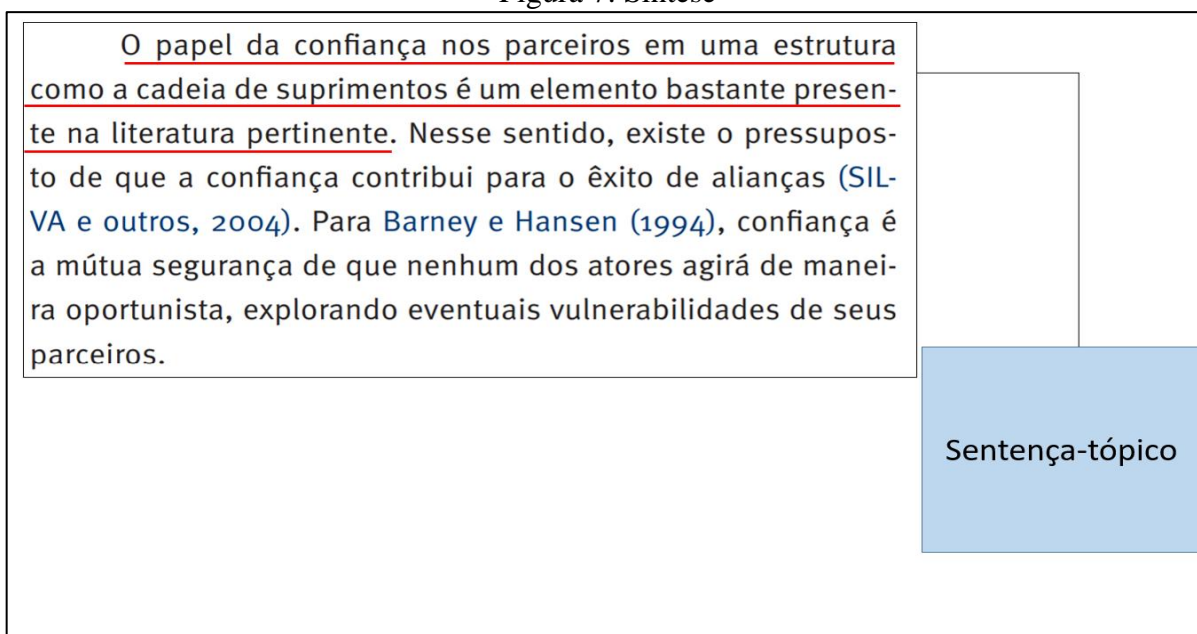 Figura 7. Síntese
O papel da confiança nos parceiros em uma estrutura
como a cadeia de suprimentos é um elemento bastante presen-
te na literatura pertinente. Nesse sentido, existe o pressupos-
to de que a confiança contribui para o êxito de alianças (SIL-
VA e outros, 2004). Para Barney e Hansen (1994), confiança é
a mútua segurança de que nenhum dos atores agirá de manei-
ra oportunista, explorando eventuais vulnerabilidades de seus
parceiros.
Sentença-tópico